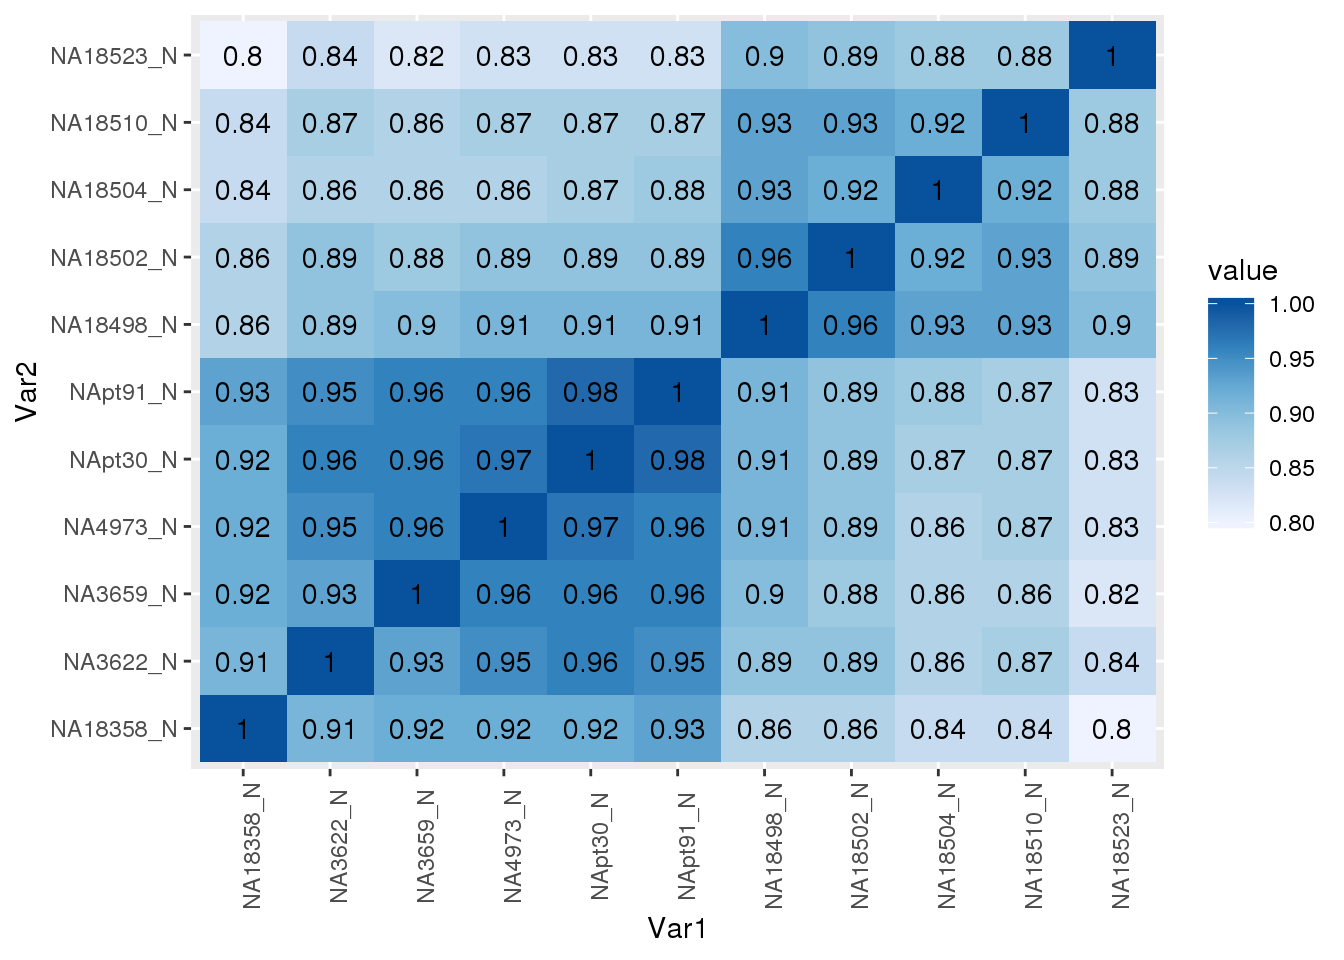 NA18523_N 0.8 0.84 0.82 0.83 0.83 0.83 0.9 0.89 0.88 0.88 1
NA18510_N 0.84 0.87 0.86 0.87 0.87 0.87 0.93 0.93 0.92 1 0.88
NA18504_N 0.84 0.86 0.86 0.86 0.87 0.88 0.93 0.92 1 0.92 0.88
NA18502_N 0.86 0.89 0.88 0.89 0.89 0.89 0.96 1 0.92 0.93 0.89
NA18498_N 0.86 0.89 0.9 0.91 0.91 0.91 1 0.96 0.93 0.93 0.9
NApt91_N 0.93 0.95 0.96 0.96 0.98 1 0.91 0.89 0.88 0.87 0.83
NApt30_N 0.92 0.96 0.96 0.97 1 0.98 0.91 0.89 0.87 0.87 0.83
NA4973_N 0.92 0.95 0.96 1 0.97 0.96 0.91 0.89 0.86 0.87 0.83
NA3659_N 0.92 0.93 1 0.96 0.96 0.96 0.9 0.88 0.86 0.86 0.82
NA3622_N 0.91 1 0.93 0.95 0.96 0.95 0.89 0.89 0.86 0.87 0.84
NA18358_N 1 0.91 0.92 0.92 0.92 0.93 0.86 0.86 0.84 0.84 0.8
NA18358_N NA3622_N NA3659_N NA4973_N NApt30_N NApt91_N NA18498_N NA18502_N NA18504_N NA18510_N NA18523_N
Var1
Var2
value
1.00
0.95
0.90
0.85
0.80